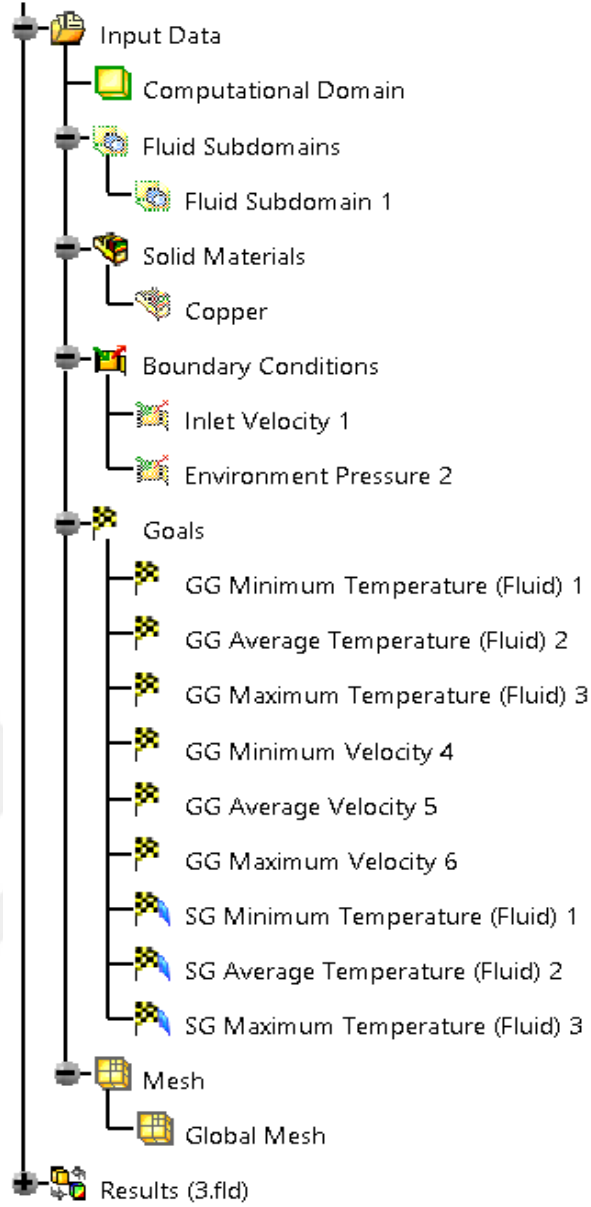 Input Data
Computational Domain
Fluid Subdomains
Fluid Subdomain 1
Solid Materials
Copper
Boundary Conditions
Inlet Velocity 1
Environment Pressure 2
Goals
GG Minimum Temperature (Fluid) 1
GG Average Temperature (Fluid) 2
GG Maximum Temperature (Fluid) 3
GG Minimum Velocity 4
GG Average Velocity 5
GG Maximum Velocity 6
SG Minimum Temperature (Fluid) 1
SG Average Temperature (Fluid) 2
SG Maximum Temperature (Fluid) 3
Mesh
Global Mesh
Results (3.fld)